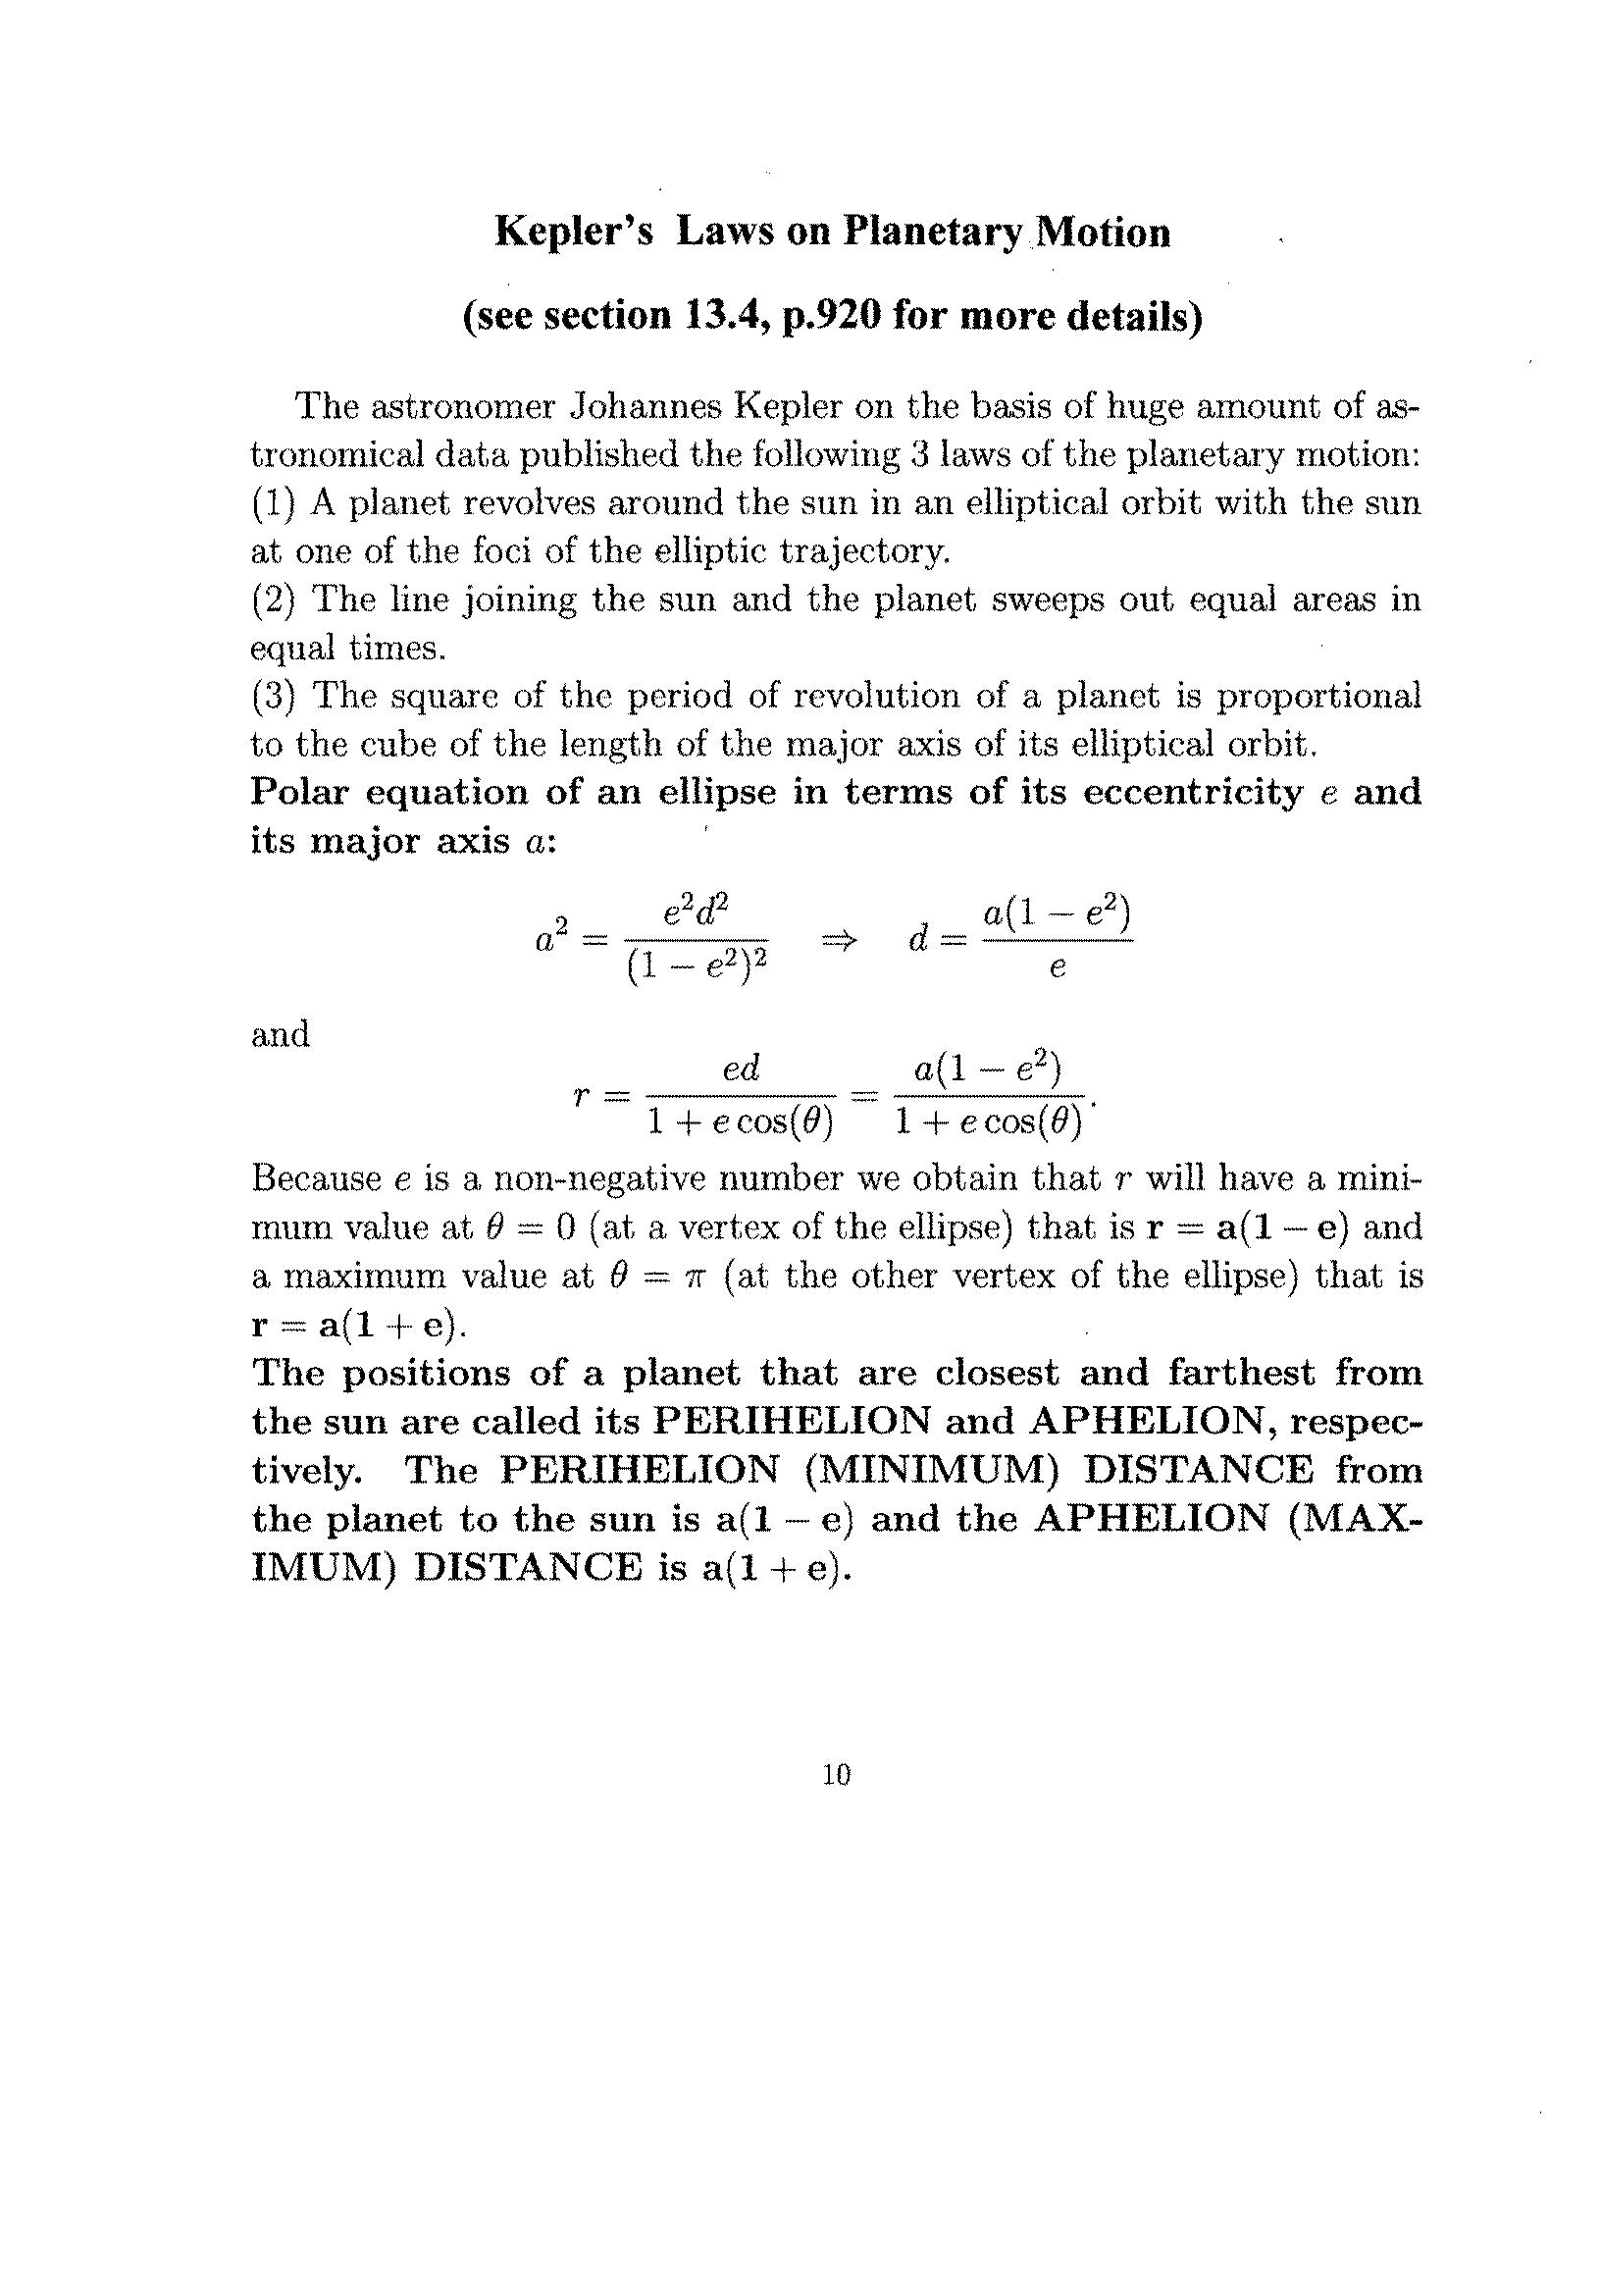 Kepler's Laws on Planetary Motion
(see section 13.4, p.920 for more details)
The astronomer Johannes Kepler on the basis of huge amount of as-
tronomical data published the following 3 laws of the planetary motion:
(1) A planet revolves around the sun in an elliptical orbit with the sun
at one of the foci of the elliptic trajectory.
(2) The line joining the sun and the planet sweeps out equal areas in
equal times.
(3) The square of the period of revolution of a planet is proportional
to the cube of the length of the major axis of its elliptical orbit.
Polar equation of an ellipse in terms of its eccentricity e and
its major axis a:
a² = e²d² / (1 − e²)² ⇒ d = a(1 − e²) / e
and
r = ed / (1 + e cos(θ)) = a(1 − e²) / (1 + e cos(θ)).
Because e is a non-negative number we obtain that r will have a mini-
mum value at θ = 0 (at a vertex of the ellipse) that is r = a(1 − e) and
a maximum value at θ = π (at the other vertex of the ellipse) that is
r = a(1 + e).
The positions of a planet that are closest and farthest from
the sun are called its PERIHELION and APHELION, respec-
tively. The PERIHELION (MINIMUM) DISTANCE from
the planet to the sun is a(1 − e) and the APHELION (MAX-
IMUM) DISTANCE is a(1 + e).
10